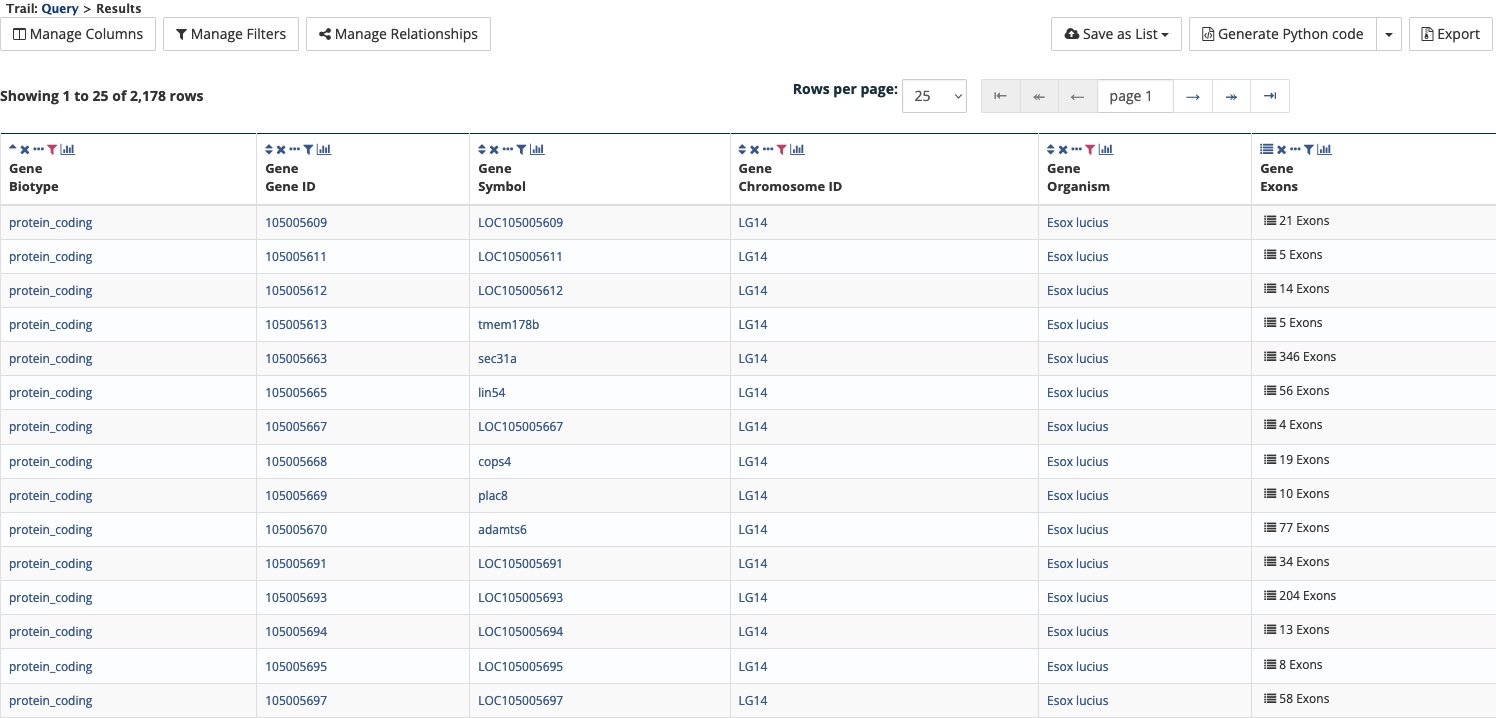 Trail: Query > Results
Manage Columns Manage Filters Manage Relationships Save as List Generate Python code Export
Showing 1 to 25 of 2,178 rows Rows per page: 25 page 1
Gene Gene Gene Gene Gene Gene
Biotype Gene ID Symbol Chromosome ID Organism Exons
protein_coding 105005609 LOC105005609 LG14 Esox lucius 21 Exons
protein_coding 105005611 LOC105005611 LG14 Esox lucius 5 Exons
protein_coding 105005612 LOC105005612 LG14 Esox lucius 14 Exons
protein_coding 105005613 tmem178b LG14 Esox lucius 5 Exons
protein_coding 105005663 sec31a LG14 Esox lucius 346 Exons
protein_coding 105005665 lin54 LG14 Esox lucius 56 Exons
protein_coding 105005667 LOC105005667 LG14 Esox lucius 4 Exons
protein_coding 105005668 cops4 LG14 Esox lucius 19 Exons
protein_coding 105005669 plac8 LG14 Esox lucius 10 Exons
protein_coding 105005670 adamts6 LG14 Esox lucius 77 Exons
protein_coding 105005691 LOC105005691 LG14 Esox lucius 34 Exons
protein_coding 105005693 LOC105005693 LG14 Esox lucius 204 Exons
protein_coding 105005694 LOC105005694 LG14 Esox lucius 13 Exons
protein_coding 105005695 LOC105005695 LG14 Esox lucius 8 Exons
protein_coding 105005697 LOC105005697 LG14 Esox lucius 58 Exons